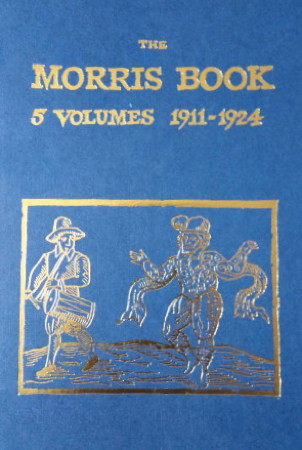 THE
MORRIS BOOK
5 VOLUMES 1911-1924